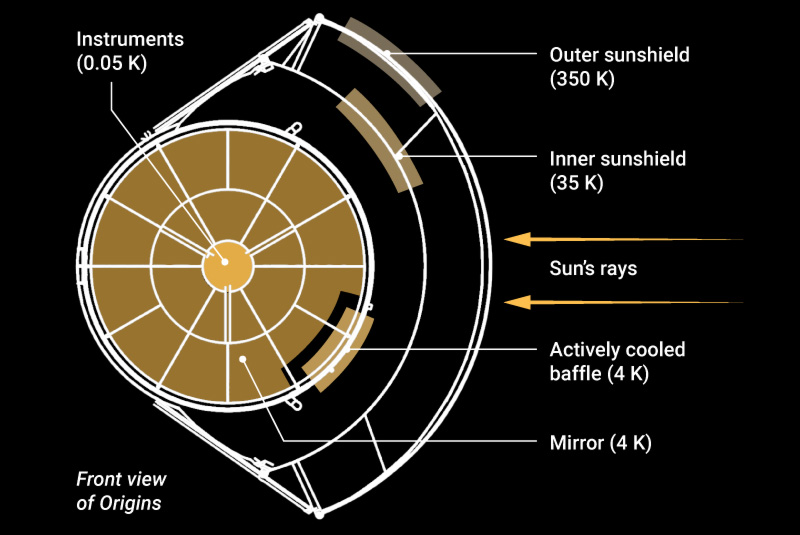 Instruments
(0.05 K)
Outer sunshield
(350 K)
Inner sunshield
(35 K)
Sun’s rays
Actively cooled
baffle (4 K)
Mirror (4 K)
Front view
of Origins